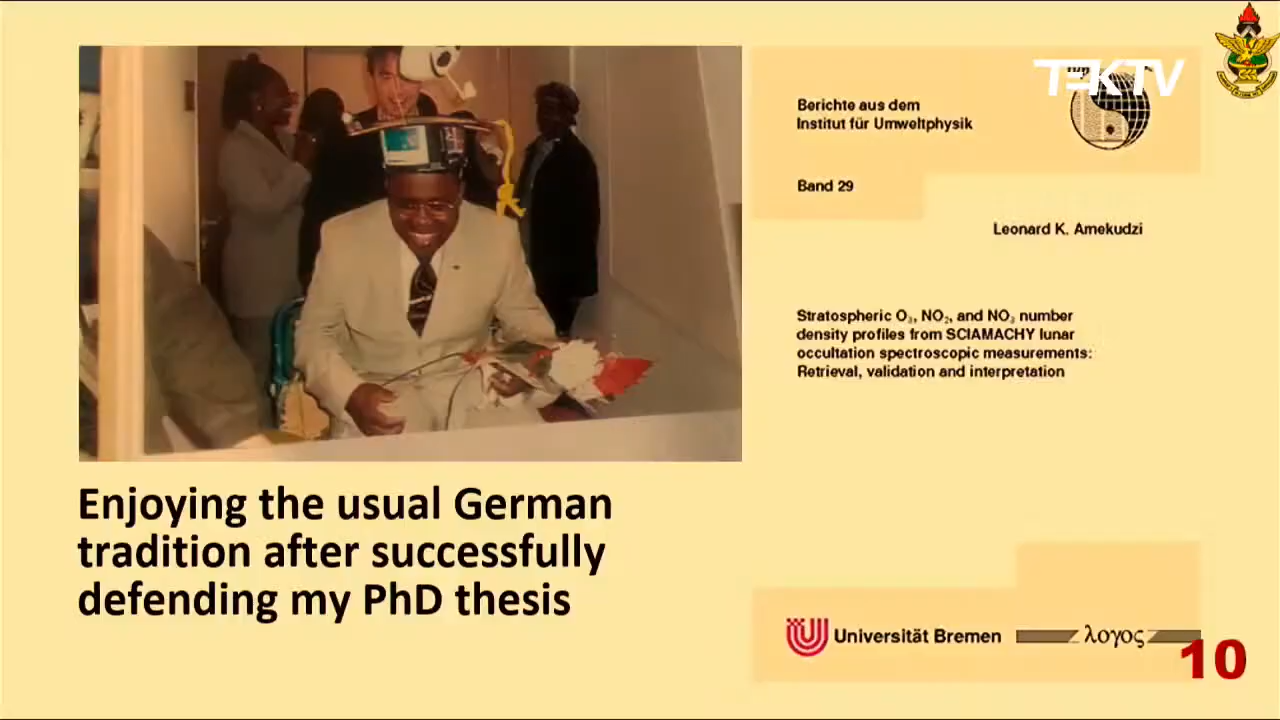 TEKTV
Berichte aus dem
Institut für Umweltphysik
Band 29
Leonard K. Amekudzi
Stratospheric O₃, NO₂, and NO₃ number
density profiles from SCIAMACHY lunar
occultation spectroscopic measurements:
Retrieval, validation and interpretation
Enjoying the usual German
tradition after successfully
defending my PhD thesis
Universität Bremen
λογος
10